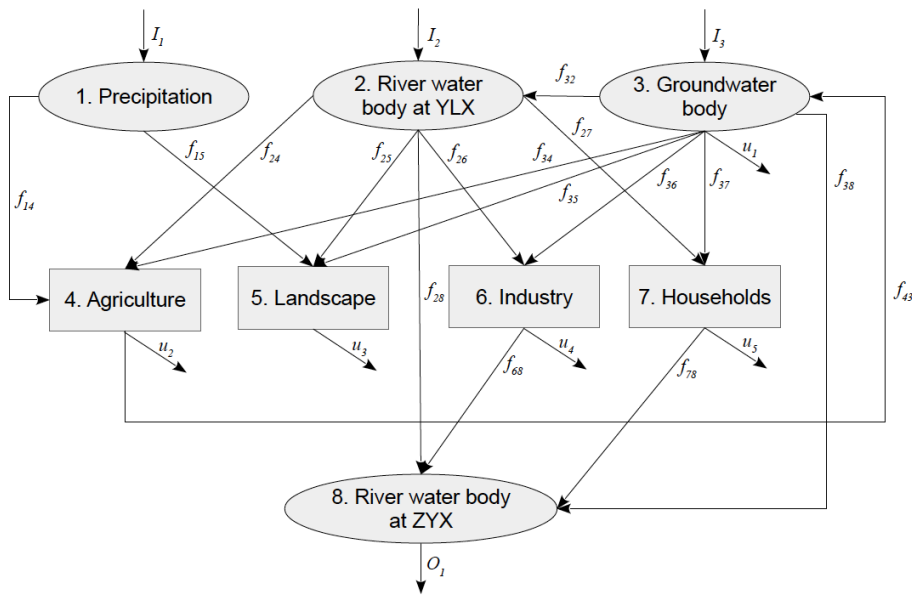 I₁
I₂
I₃
1. Precipitation
2. River water
body at YLX
3. Groundwater
body
f₃₂
f₁₅
f₂₄
f₂₅
f₂₆
f₃₄
f₂₇
f₃₅
f₃₆
f₃₇
u₁
f₃₈
f₁₄
4. Agriculture
5. Landscape
6. Industry
7. Households
f₂₈
f₄₃
u₂
u₃
u₄
u₅
f₆₈
f₇₈
8. River water body
at ZYX
O₁